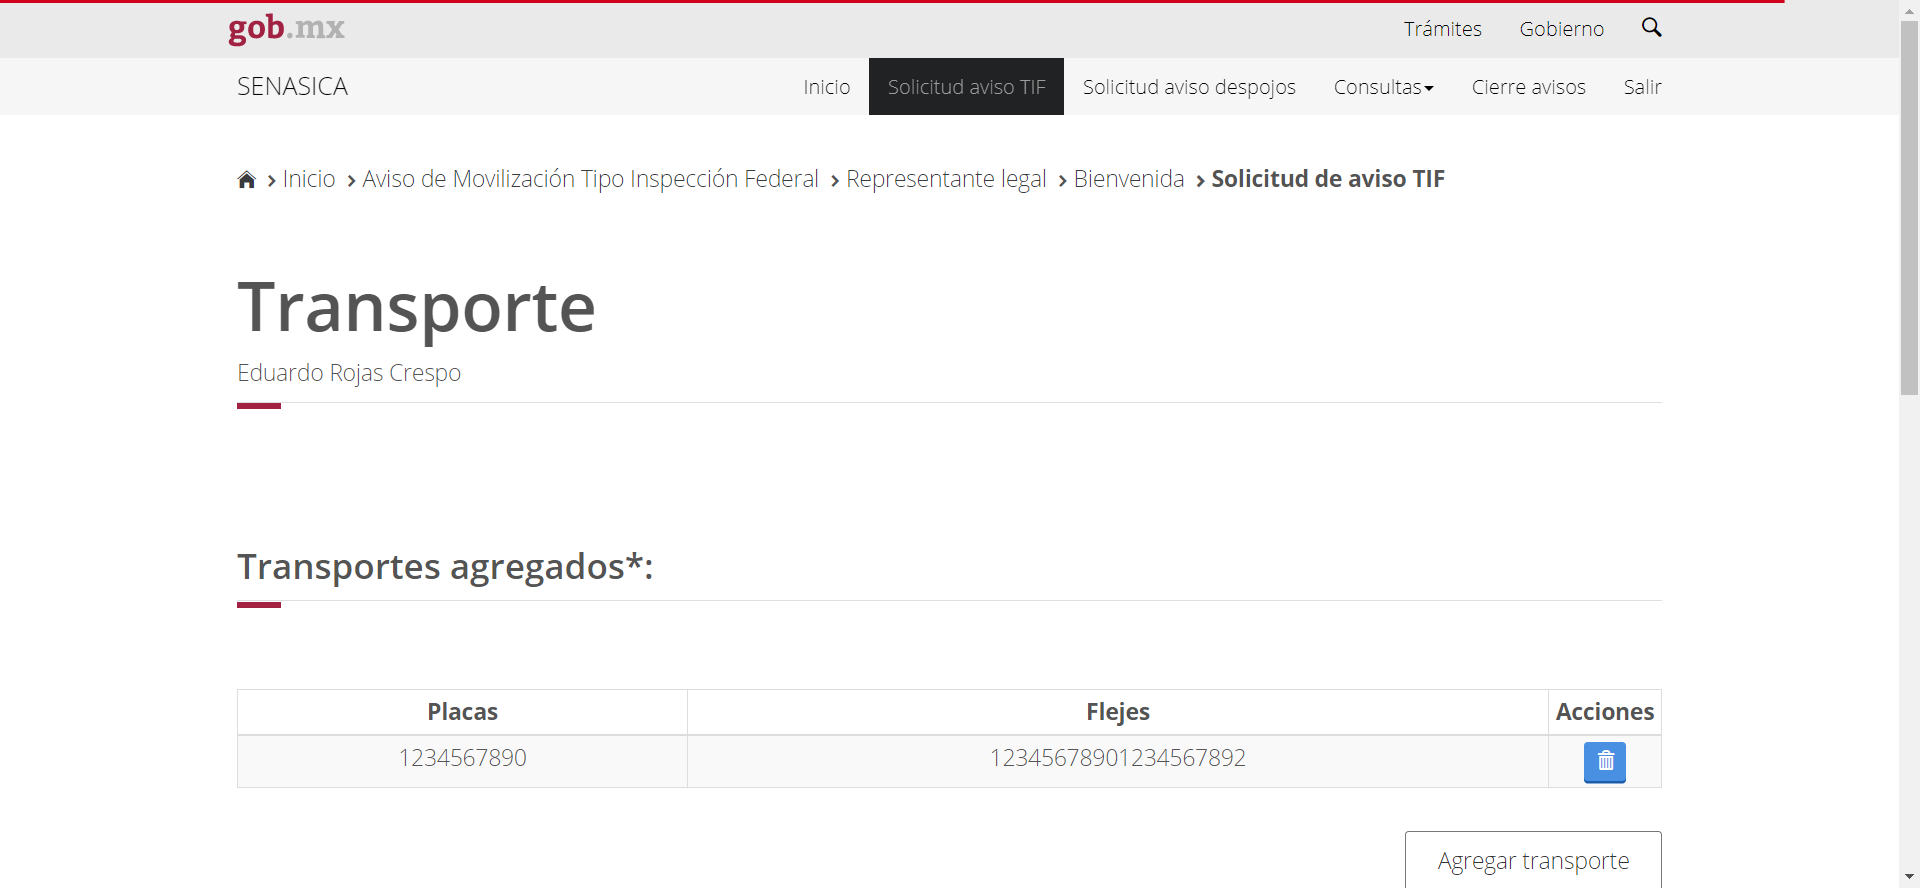 gob.mx
Trámites
Gobierno
SENASICA
Inicio
Solicitud aviso TIF
Solicitud aviso despojos
Consultas
Cierre avisos
Salir
Inicio
Aviso de Movilización Tipo Inspección Federal
Representante legal
Bienvenida
Solicitud de aviso TIF
Transporte
Eduardo Rojas Crespo
Transportes agregados*:
Placas
Flejes
Acciones
1234567890
12345678901234567892
Agregar transporte